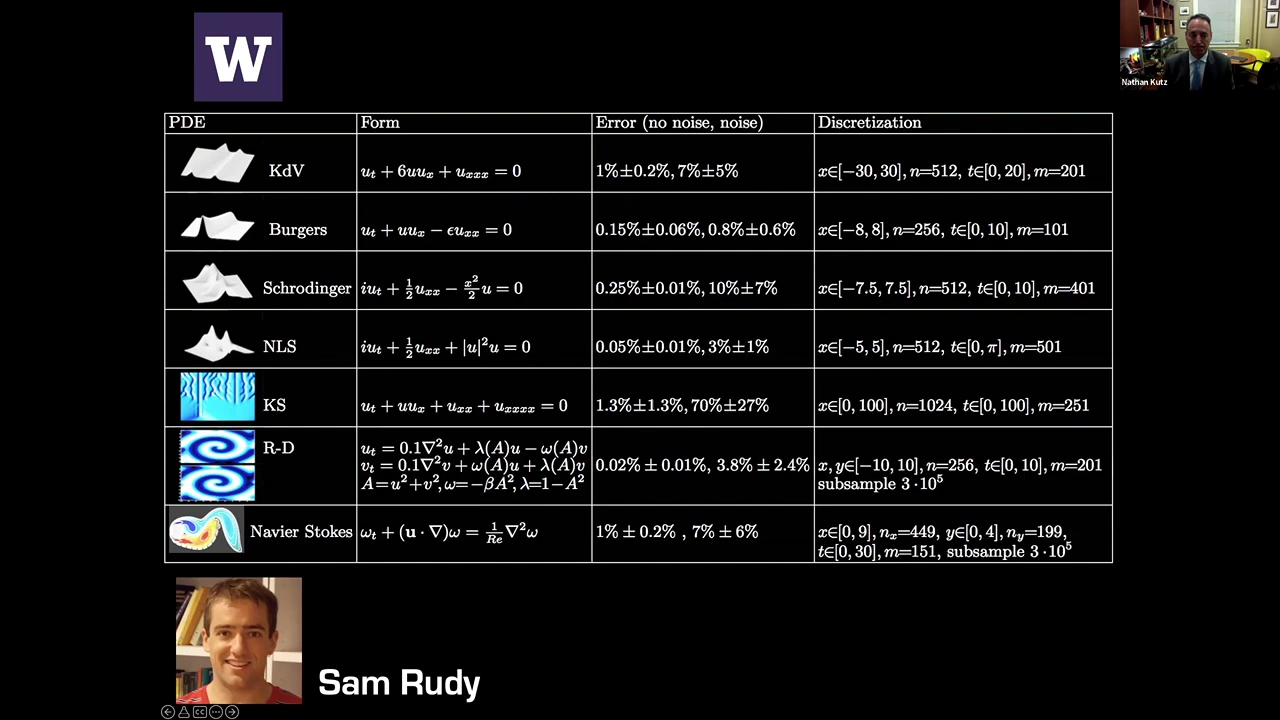 W
Nathan Kutz
PDE Form Error (no noise, noise) Discretization
KdV u_t + 6uu_x + u_xxx = 0 1%±0.2%, 7%±5% x∈[−30, 30], n=512, t∈[0, 20], m=201
Burgers u_t + uu_x − ϵu_xx = 0 0.15%±0.06%, 0.8%±0.6% x∈[−8, 8], n=256, t∈[0, 10], m=101
Schrodinger iu_t + ½u_xx − x²/2 u = 0 0.25%±0.01%, 10%±7% x∈[−7.5, 7.5], n=512, t∈[0, 10], m=401
NLS iu_t + ½u_xx + |u|²u = 0 0.05%±0.01%, 3%±1% x∈[−5, 5], n=512, t∈[0, π], m=501
KS u_t + uu_x + u_xx + u_xxxx = 0 1.3%±1.3%, 70%±27% x∈[0, 100], n=1024, t∈[0, 100], m=251
R-D u_t = 0.1∇²u + λ(A)u − ω(A)v
v_t = 0.1∇²v + ω(A)u + λ(A)v 0.02% ± 0.01%, 3.8% ± 2.4% x, y∈[−10, 10], n=256, t∈[0, 10], m=201
A=u²+v², ω=−βA², λ=1−A² subsample 3·10⁵
Navier Stokes ω_t + (𝐮 · ∇)ω = 1/Re ∇²ω 1% ± 0.2% , 7% ± 6% x∈[0, 9], n_x=449, y∈[0, 4], n_y=199,
t∈[0, 30], m=151, subsample 3·10⁵
Sam Rudy
CC